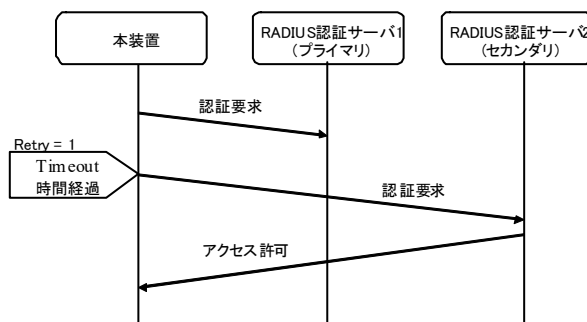 本装置
RADIUS認証サーバ1
(プライマリ)
RADIUS認証サーバ2
(セカンダリ)
認証要求
Retry = 1
Timeout
時間経過
認証要求
アクセス許可